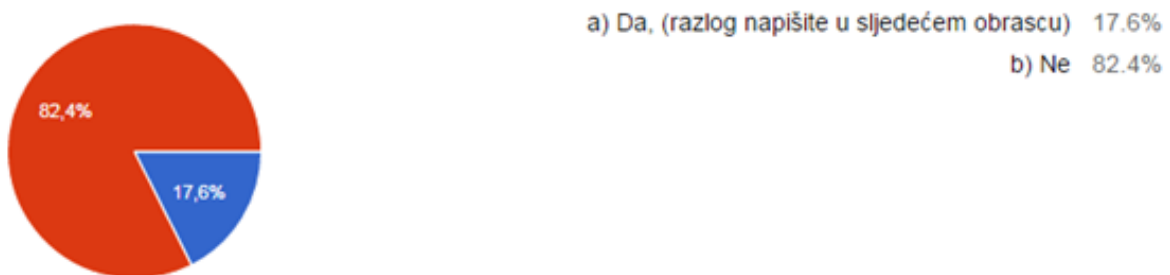 a) Da, (razlog napišite u sljedećem obrascu) 17.6%
b) Ne 82.4%
82,4%
17,6%